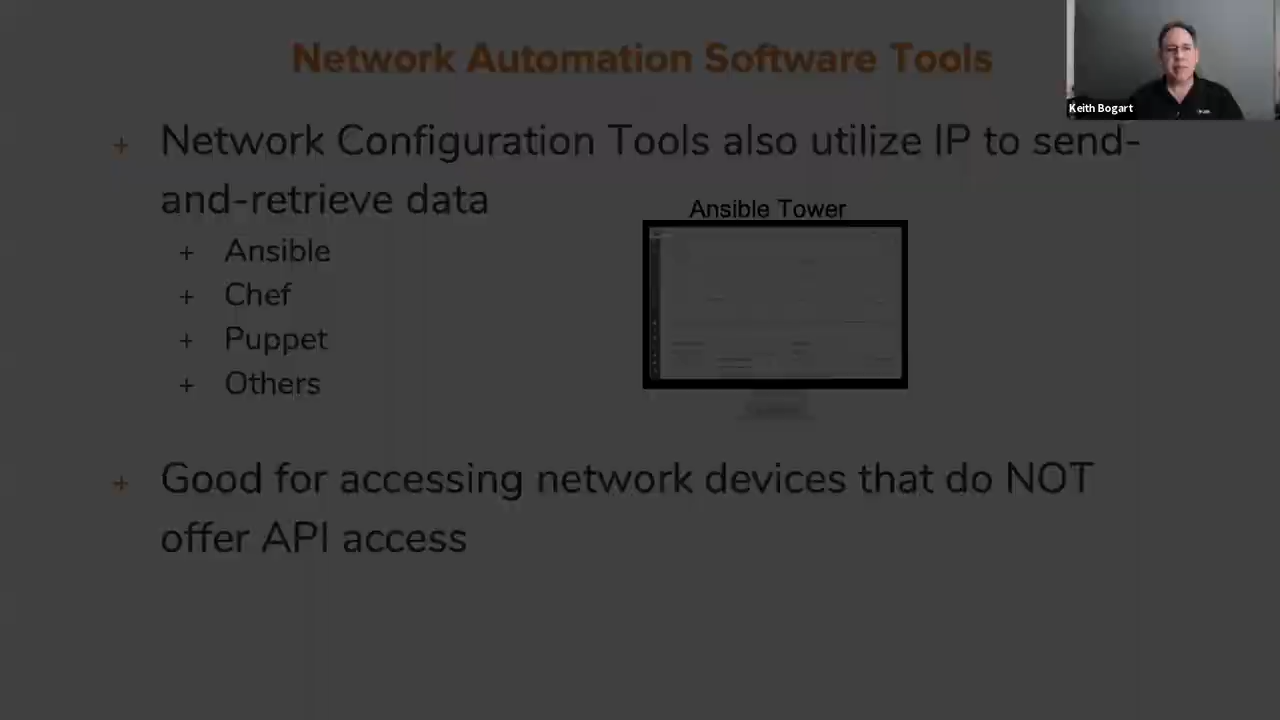 Network Automation Software Tools
Keith Bogart
+ Network Configuration Tools also utilize IP to send-
and-retrieve data
Ansible Tower
+ Ansible
+ Chef
+ Puppet
+ Others
+ Good for accessing network devices that do NOT
offer API access